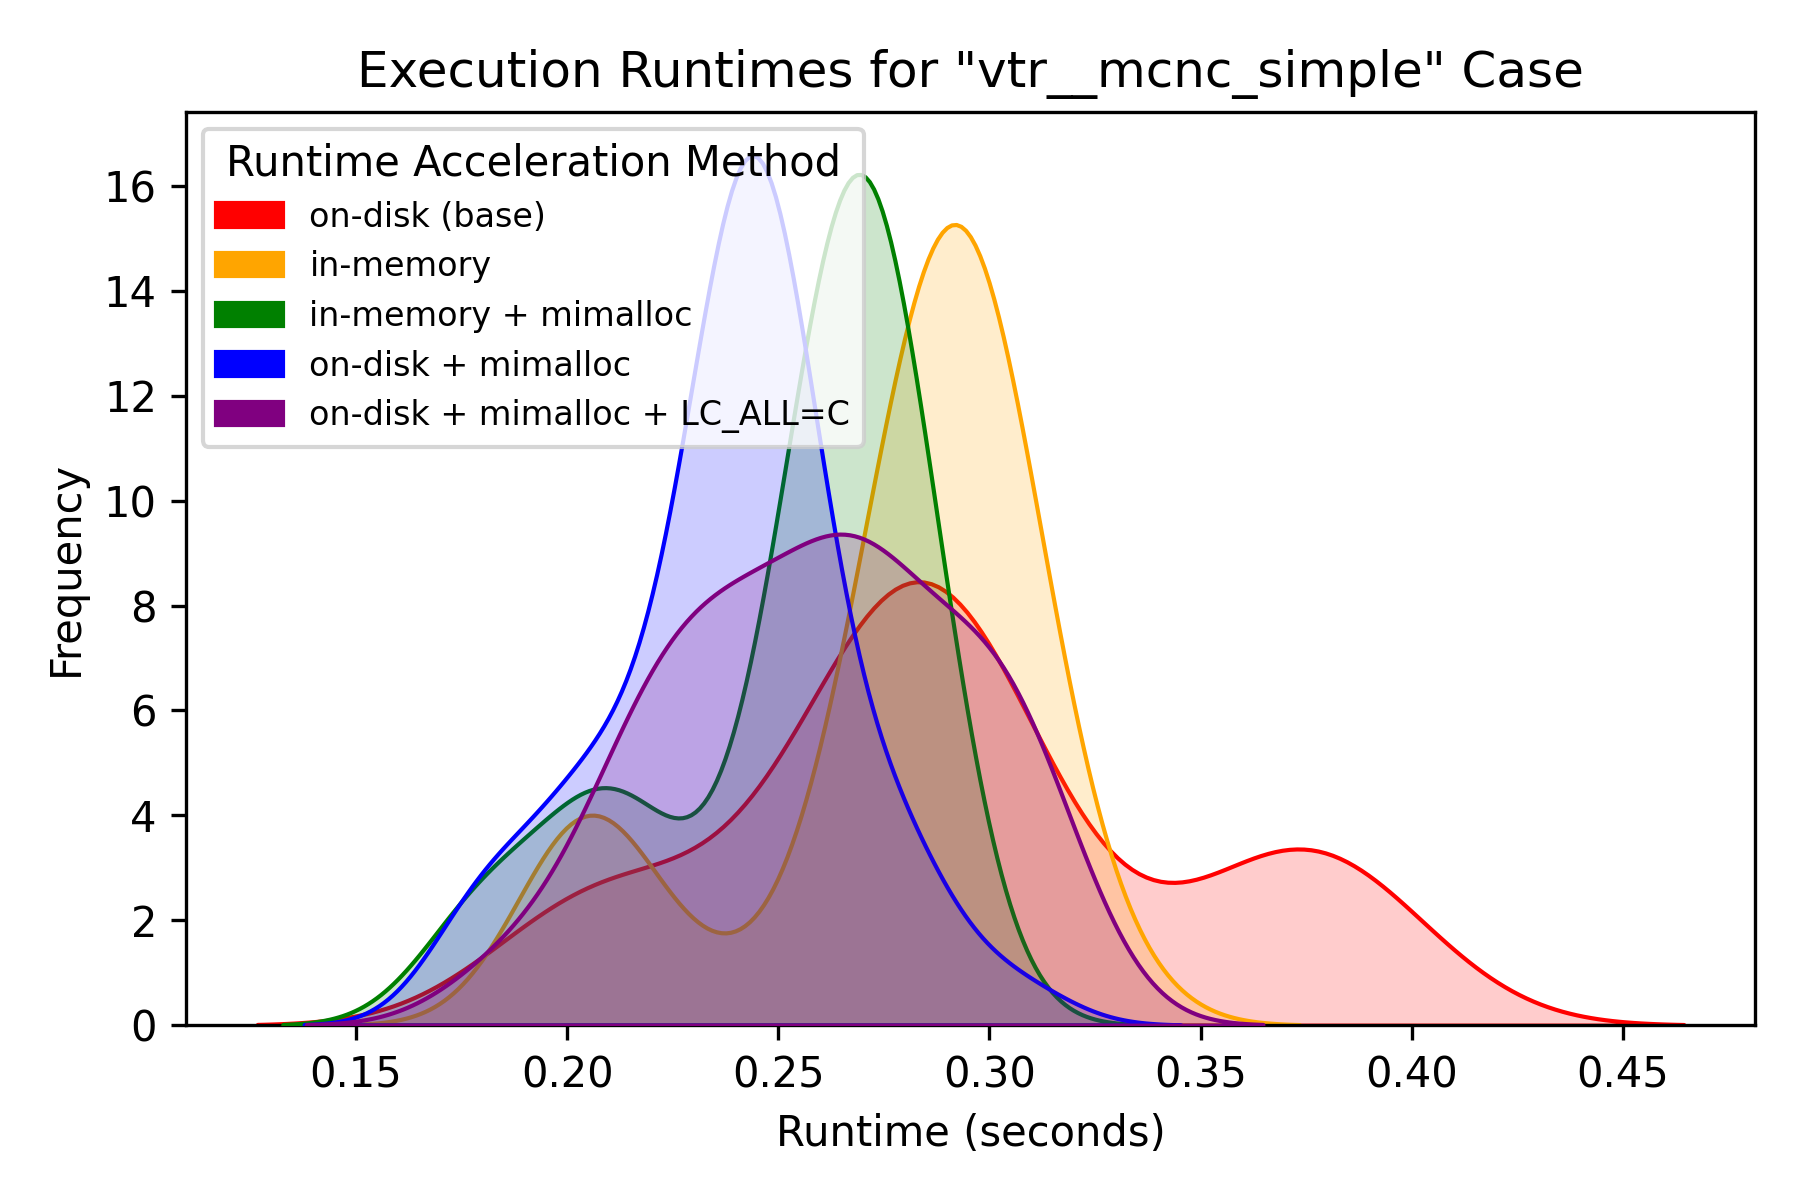 Execution Runtimes for "vtr__mcnc_simple" Case
Runtime Acceleration Method
on-disk (base)
in-memory
in-memory + mimalloc
on-disk + mimalloc
on-disk + mimalloc + LC_ALL=C
Frequency
16
14
12
10
8
6
4
2
0
0.15 0.20 0.25 0.30 0.35 0.40 0.45
Runtime (seconds)